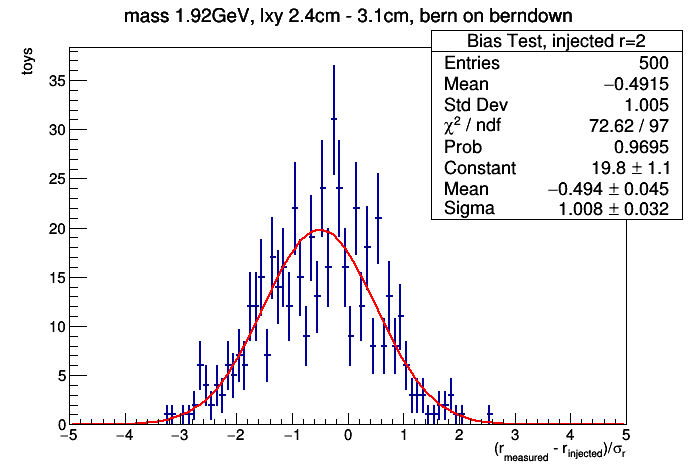 mass 1.92GeV, lxy 2.4cm - 3.1cm, bern on berndown
toys
Bias Test, injected r=2
Entries 500
Mean −0.4915
Std Dev 1.005
χ² / ndf 72.62 / 97
Prob 0.9695
Constant 19.8 ± 1.1
Mean −0.494 ± 0.045
Sigma 1.008 ± 0.032
35
30
25
20
15
10
5
0
−5 −4 −3 −2 −1 0 1 2 3 4 5
(r_measured - r_injected)/σ_r